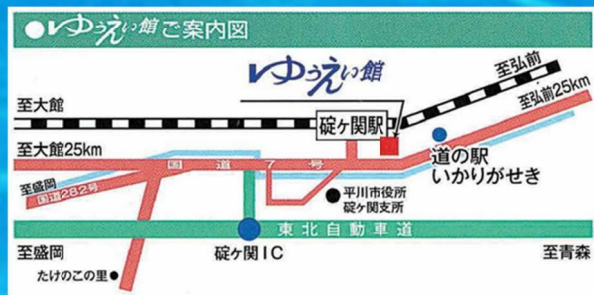 ●ゆうえい館ご案内図
ゆうえい館
至弘前
至大館
碇ヶ関駅
至弘前25km
至大館25km
国道7号
道の駅
いかりがせき
至盛岡
国道282号
平川市役所
碇ヶ関支所
東北自動車道
至盛岡
碇ヶ関IC
至青森
たけのこの里